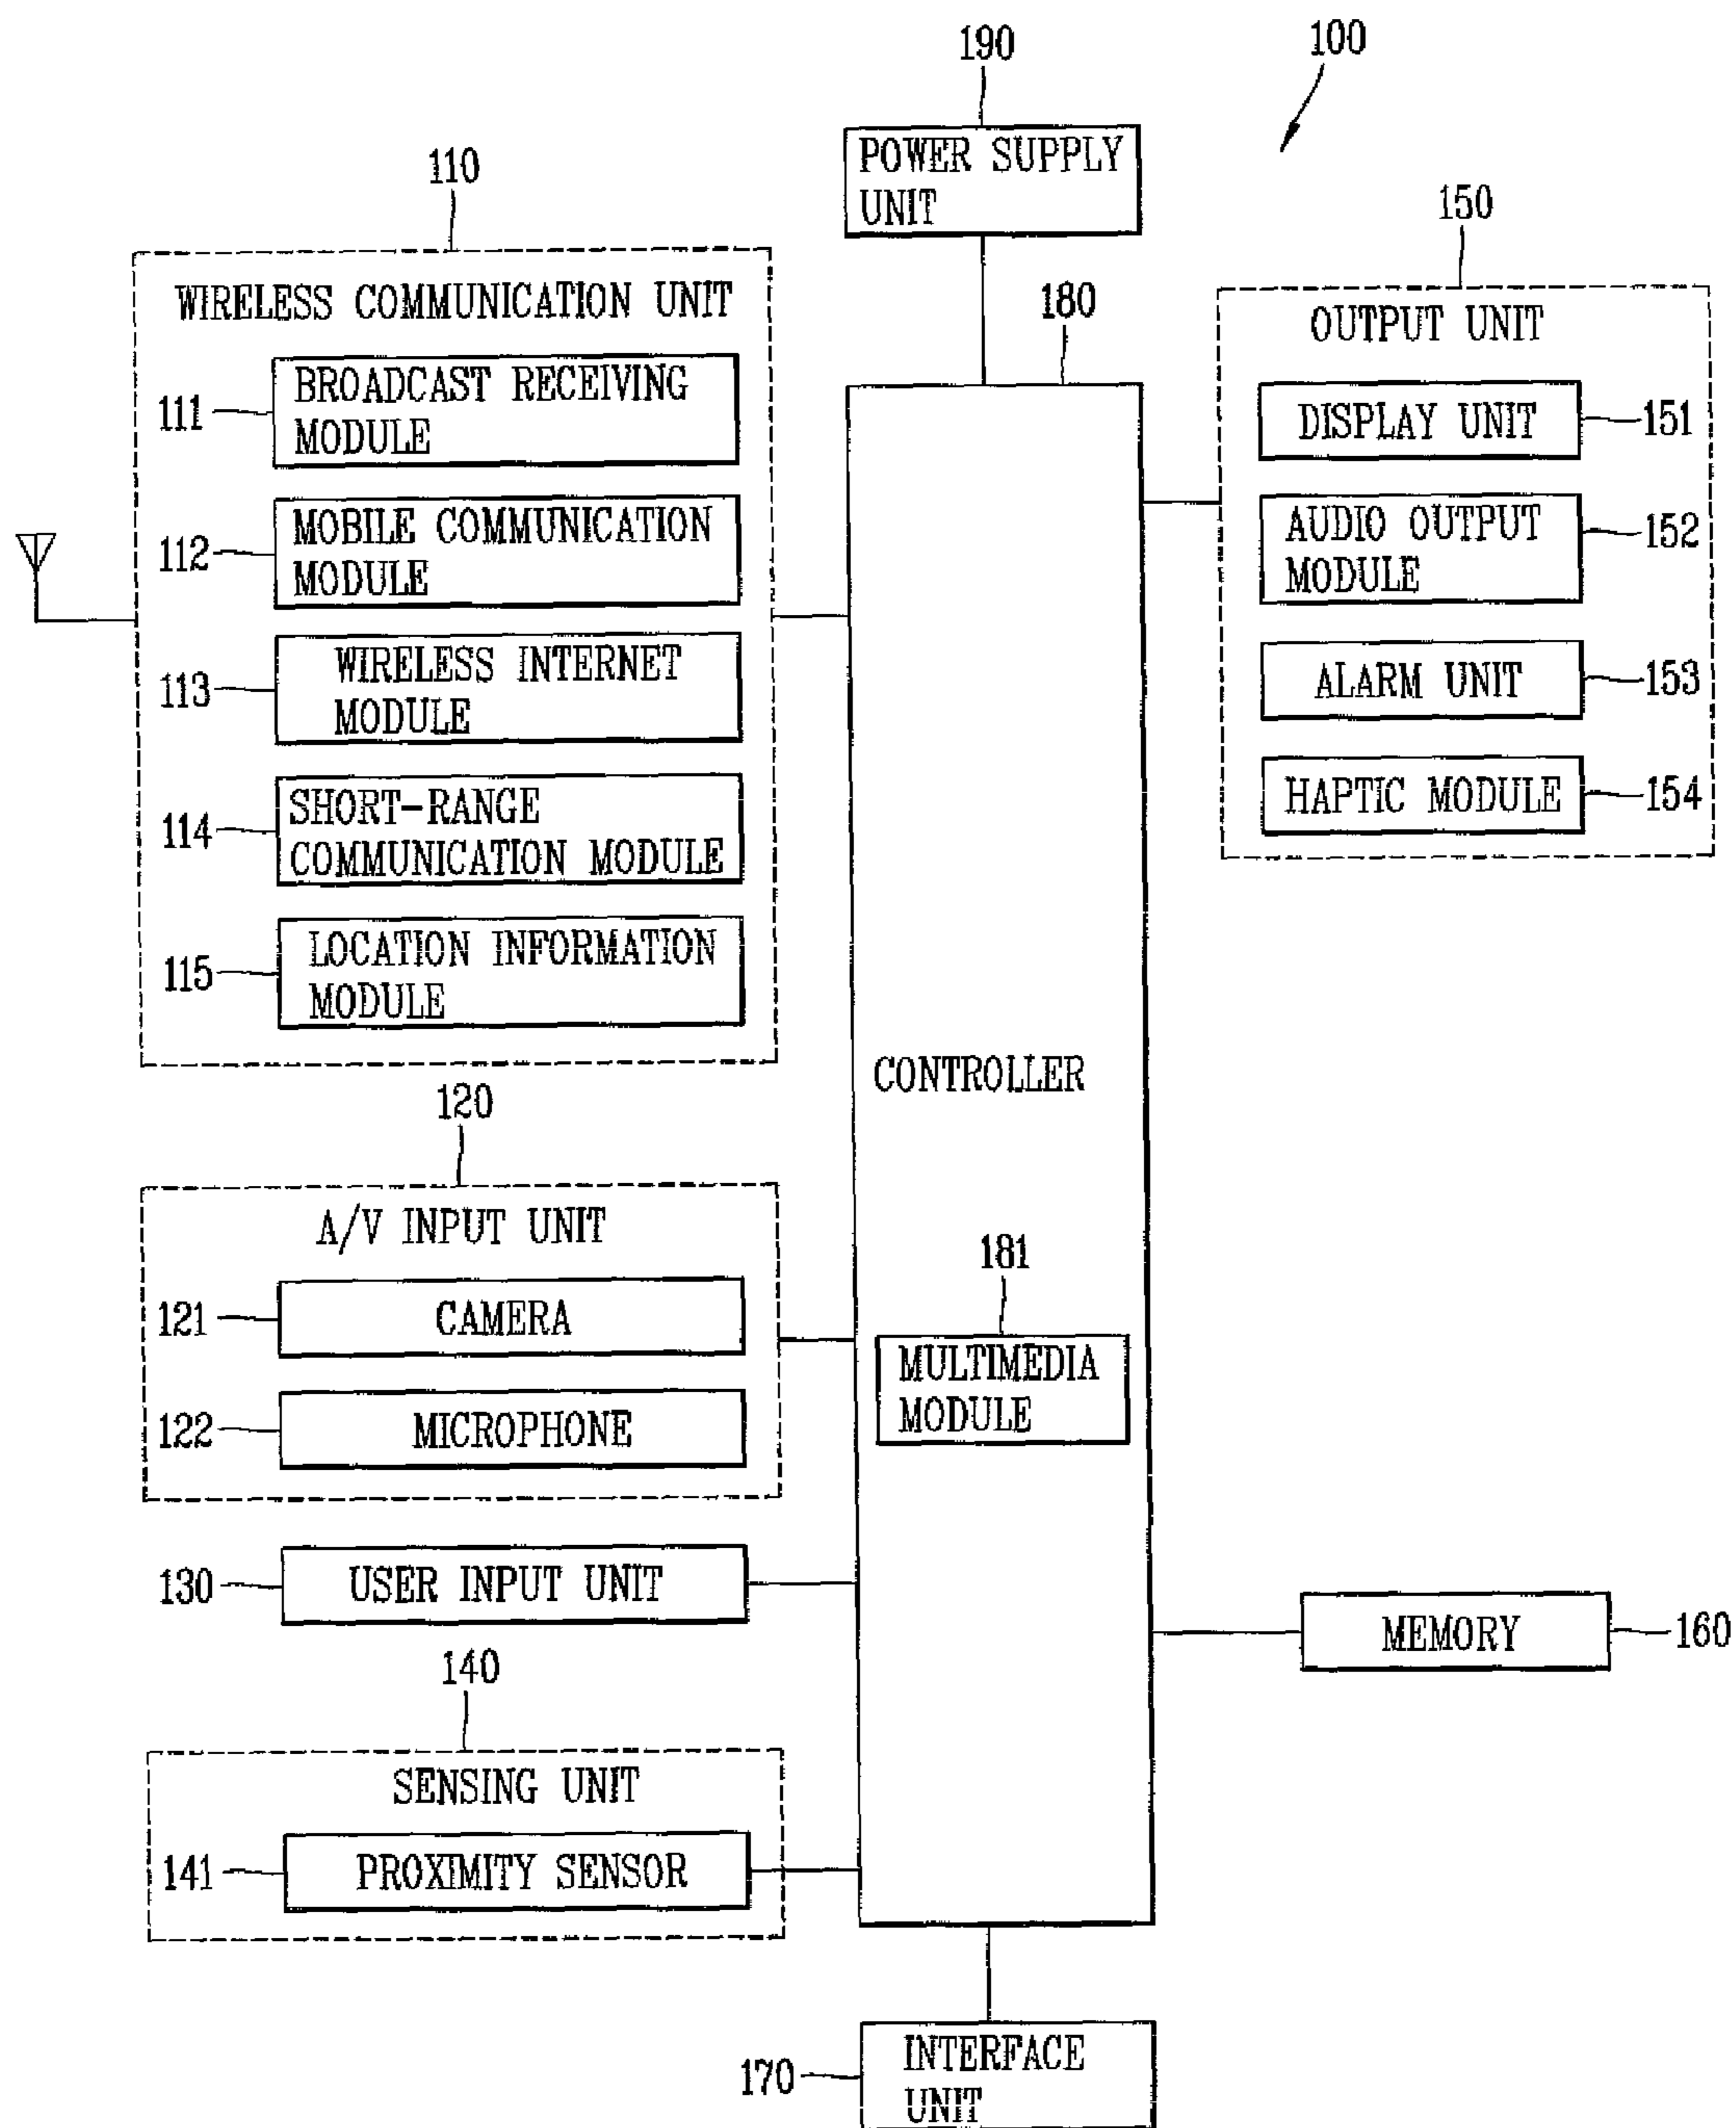 190
100
POWER SUPPLY
UNIT
110
150
WIRELESS COMMUNICATION UNIT
180
OUTPUT UNIT
111
BROADCAST RECEIVING
MODULE
DISPLAY UNIT
151
112
MOBILE COMMUNICATION
MODULE
AUDIO OUTPUT
MODULE
152
113
WIRELESS INTERNET
MODULE
ALARM UNIT
153
114
SHORT-RANGE
COMMUNICATION MODULE
HAPTIC MODULE
154
115
LOCATION INFORMATION
MODULE
CONTROLLER
120
A/V INPUT UNIT
181
121
CAMERA
MULTIMEDIA
MODULE
122
MICROPHONE
130
USER INPUT UNIT
MEMORY
160
140
SENSING UNIT
141
PROXIMITY SENSOR
170
INTERFACE
UNIT